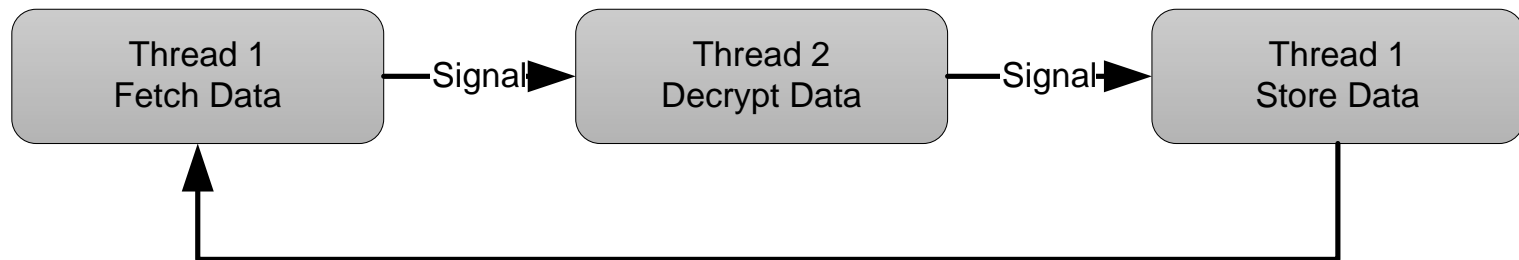 Thread 1
Fetch Data
Signal
Thread 2
Decrypt Data
Signal
Thread 1
Store Data